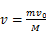 v = mv₀/M